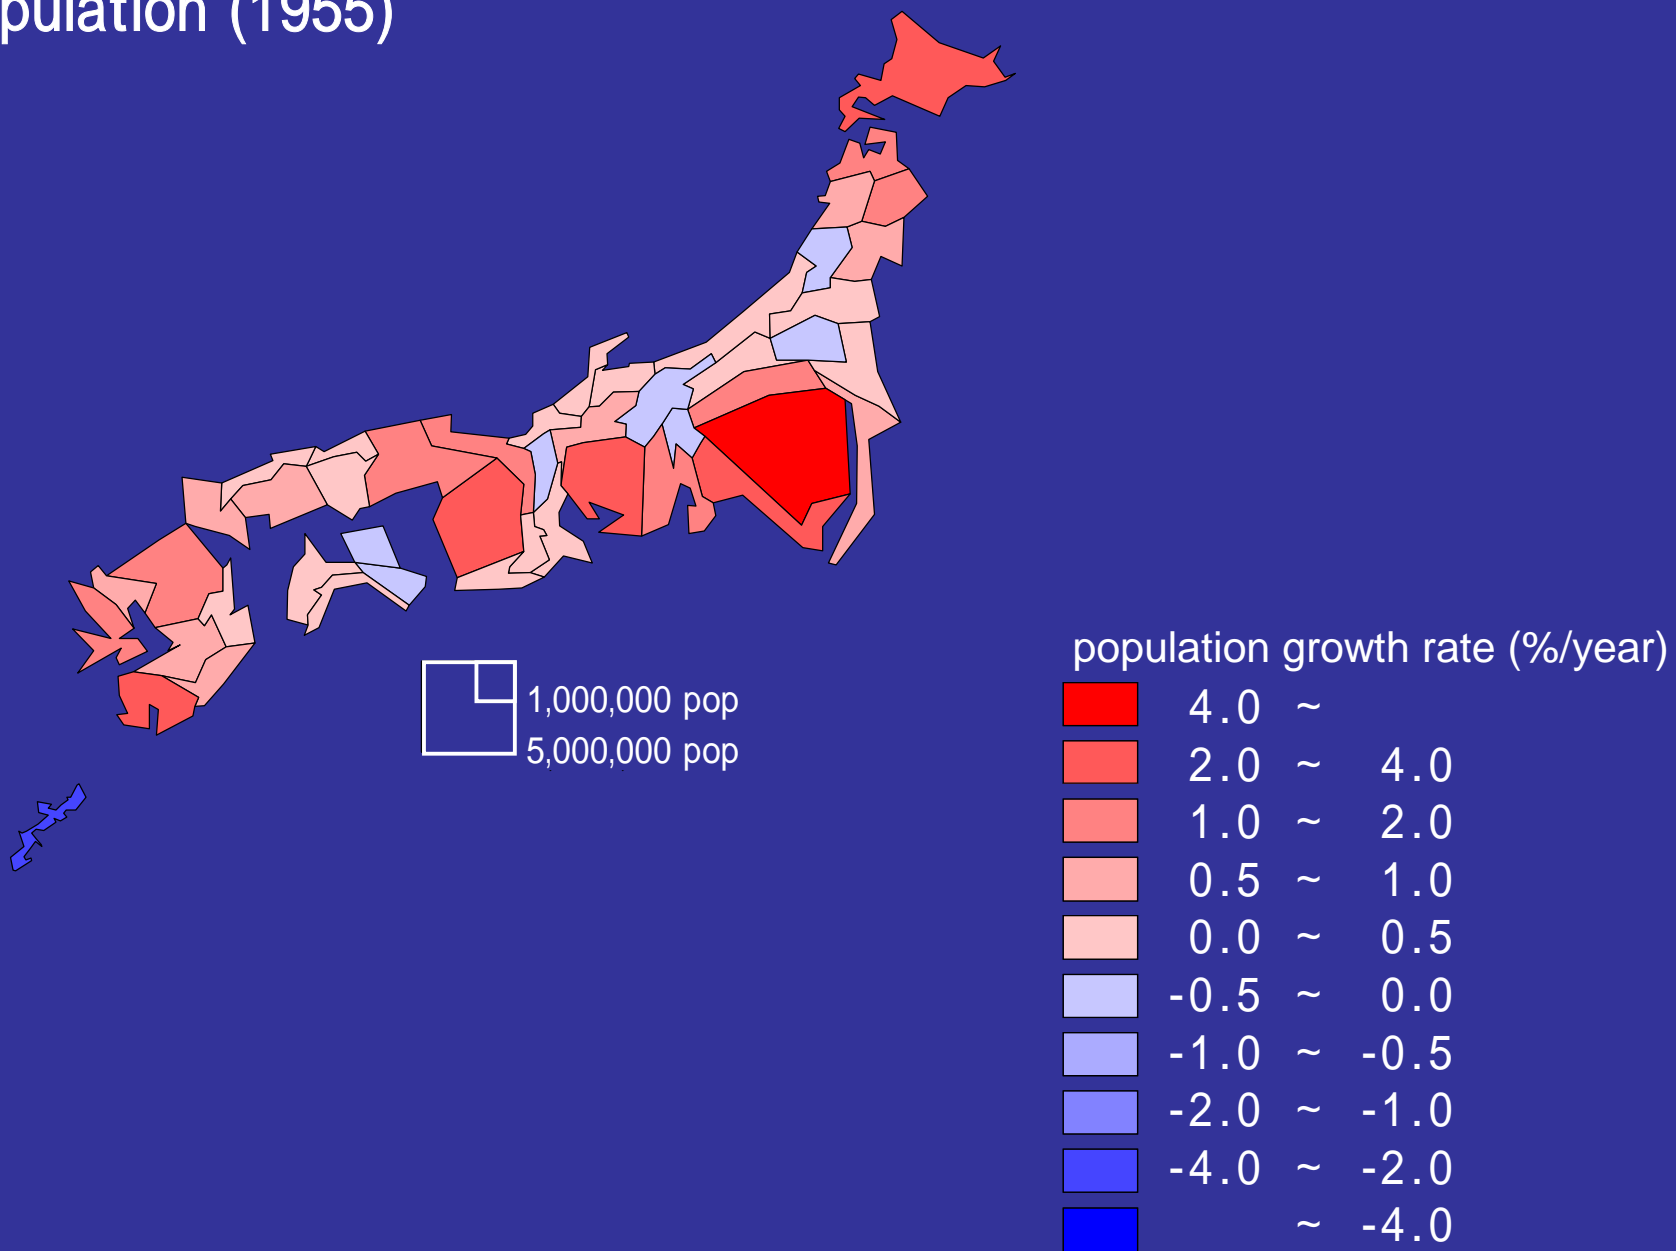 pulation (1955)
1,000,000 pop
5,000,000 pop
population growth rate (%/year)
4.0 ~
2.0 ~ 4.0
1.0 ~ 2.0
0.5 ~ 1.0
0.0 ~ 0.5
-0.5 ~ 0.0
-1.0 ~ -0.5
-2.0 ~ -1.0
-4.0 ~ -2.0
~ -4.0